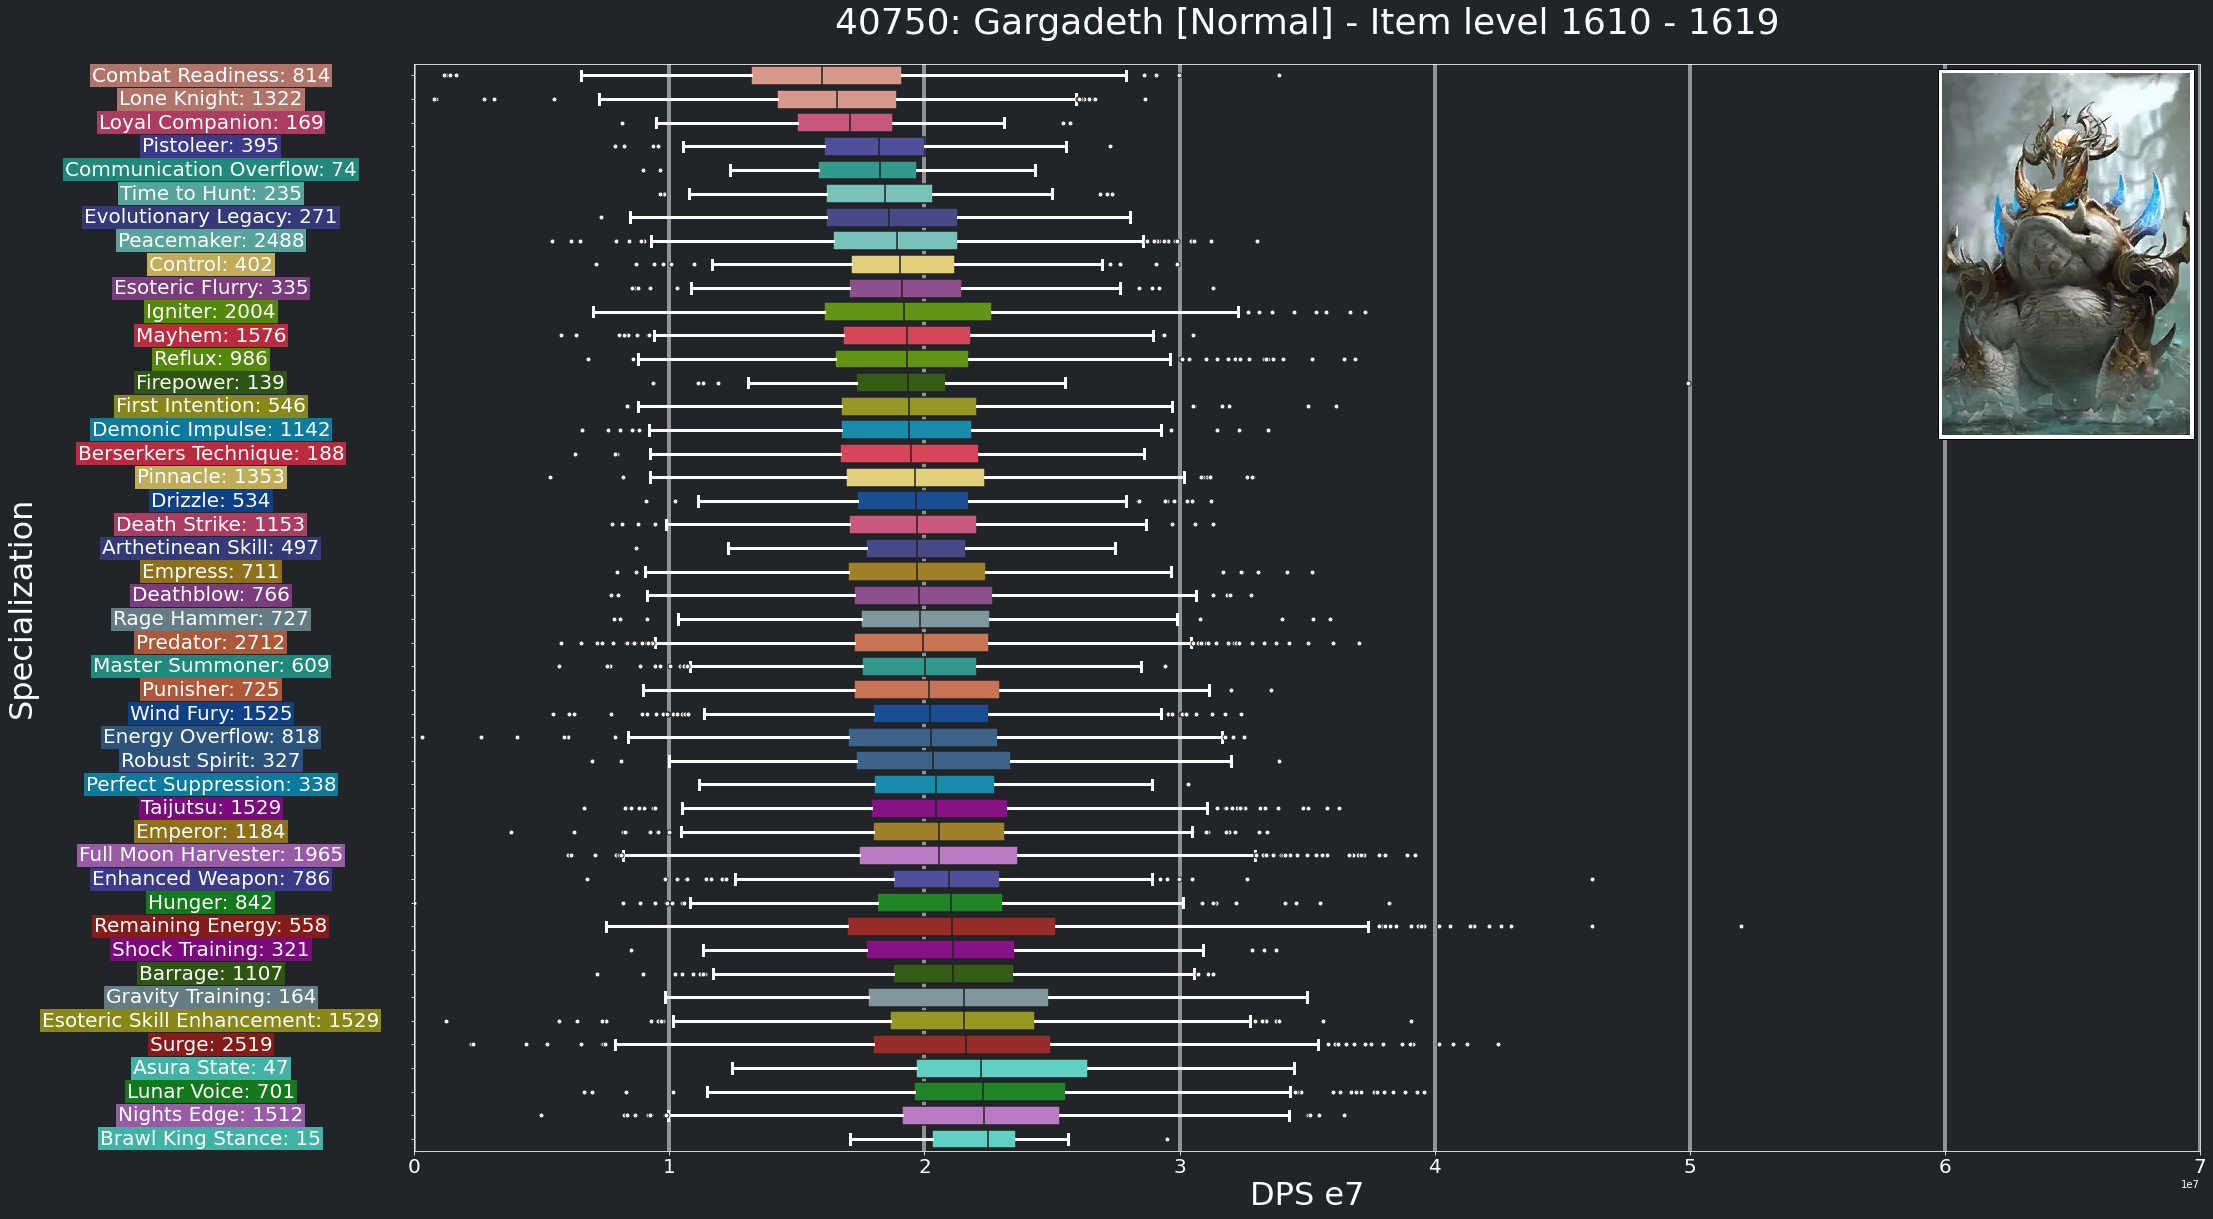 40750: Gargadeth [Normal] - Item level 1610 - 1619
Combat Readiness: 814
Lone Knight: 1322
Loyal Companion: 169
Pistoleer: 395
Communication Overflow: 74
Time to Hunt: 235
Evolutionary Legacy: 271
Peacemaker: 2488
Control: 402
Esoteric Flurry: 335
Igniter: 2004
Mayhem: 1576
Reflux: 986
Firepower: 139
First Intention: 546
Demonic Impulse: 1142
Berserkers Technique: 188
Pinnacle: 1353
Drizzle: 534
Death Strike: 1153
Arthetinean Skill: 497
Empress: 711
Deathblow: 766
Rage Hammer: 727
Predator: 2712
Master Summoner: 609
Punisher: 725
Wind Fury: 1525
Energy Overflow: 818
Robust Spirit: 327
Perfect Suppression: 338
Taijutsu: 1529
Emperor: 1184
Full Moon Harvester: 1965
Enhanced Weapon: 786
Hunger: 842
Remaining Energy: 558
Shock Training: 321
Barrage: 1107
Gravity Training: 164
Esoteric Skill Enhancement: 1529
Surge: 2519
Asura State: 47
Lunar Voice: 701
Nights Edge: 1512
Brawl King Stance: 15
Specialization
0 1 2 3 4 5 6 7
1e7
DPS e7